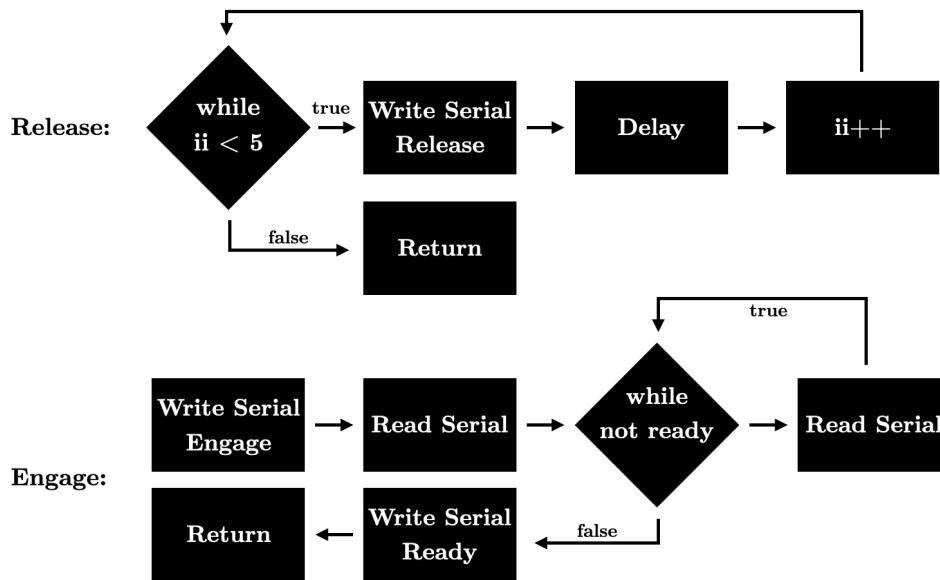 Release:
while
ii < 5
true
Write Serial
Release
Delay
ii++
false
Return
Engage:
Write Serial
Engage
Read Serial
while
not ready
true
Read Serial
false
Write Serial
Ready
Return